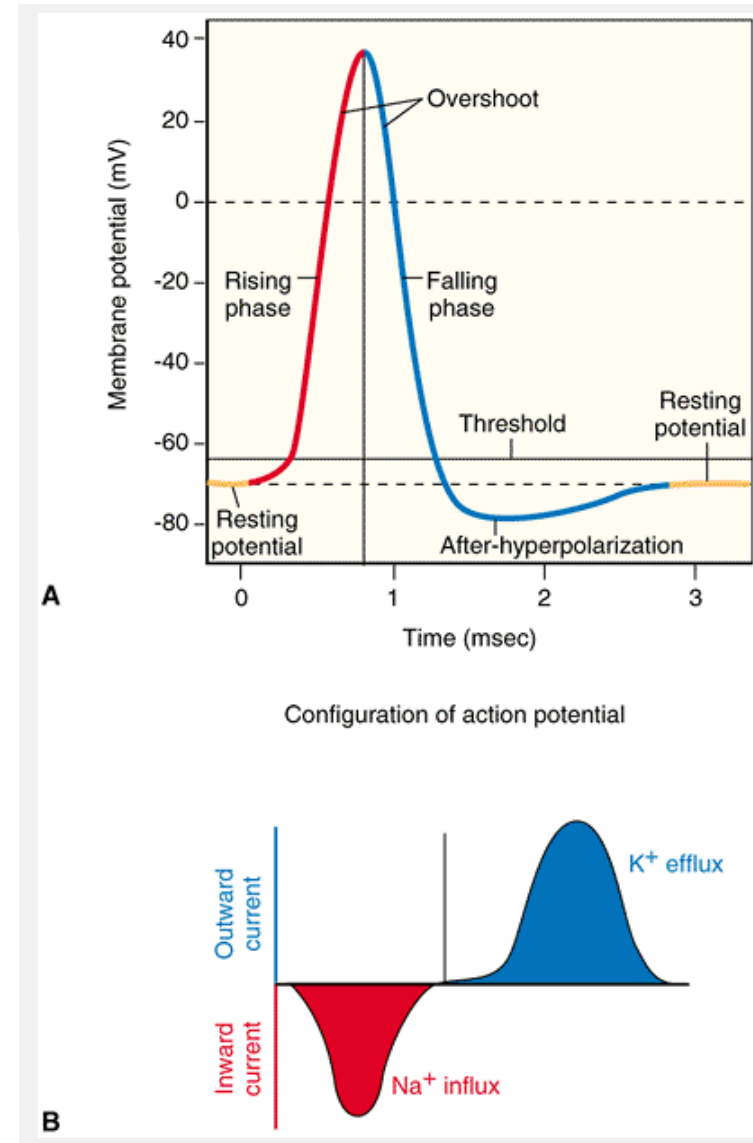 40
20
0
-20
-40
-60
-80
Membrane potential (mV)
Overshoot
Rising
phase
Falling
phase
Threshold
Resting
potential
Resting
potential
After-hyperpolarization
0
1
2
3
Time (msec)
A
Configuration of action potential
Outward
current
K+ efflux
Inward
current
Na+ influx
B